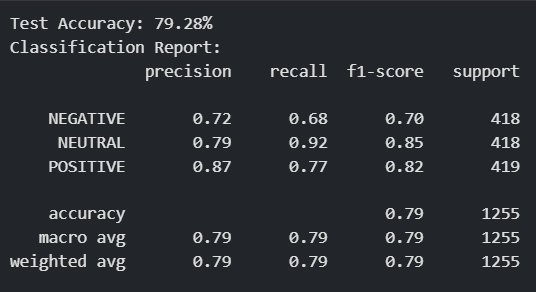 Test Accuracy: 79.28%
Classification Report:
precision recall f1-score support
NEGATIVE 0.72 0.68 0.70 418
NEUTRAL 0.79 0.92 0.85 418
POSITIVE 0.87 0.77 0.82 419
accuracy 0.79 1255
macro avg 0.79 0.79 0.79 1255
weighted avg 0.79 0.79 0.79 1255